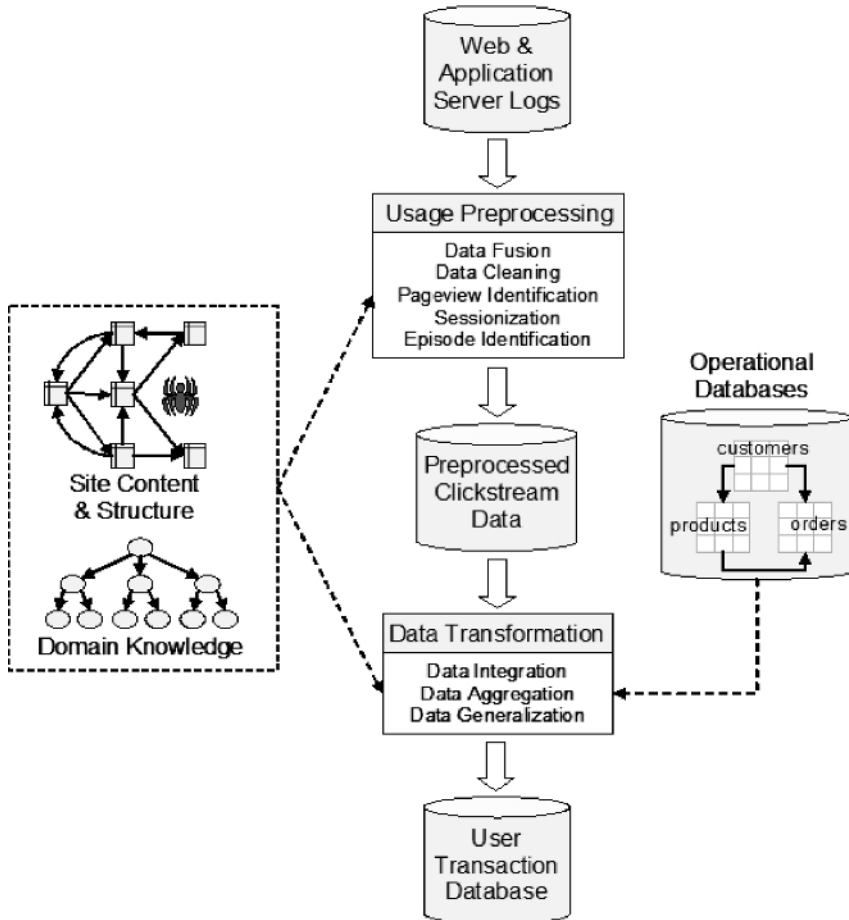 Web &
Application
Server Logs
Usage Preprocessing
Data Fusion
Data Cleaning
Pageview Identification
Sessionization
Episode Identification
Site Content
& Structure
Domain Knowledge
Preprocessed
Clickstream
Data
Operational
Databases
customers
products
orders
Data Transformation
Data Integration
Data Aggregation
Data Generalization
User
Transaction
Database